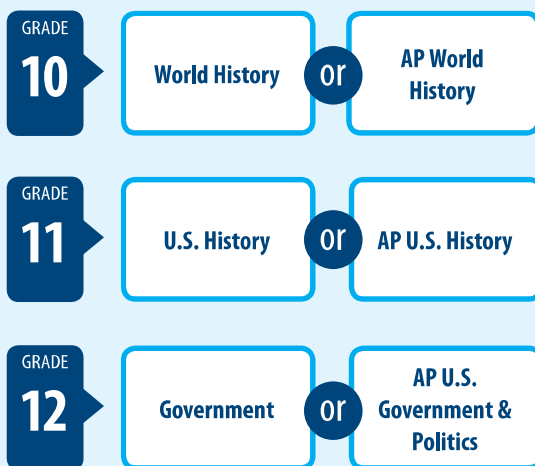 GRADE
10
World History
or
AP World
History
GRADE
11
U.S. History
or
AP U.S. History
GRADE
12
Government
or
AP U.S.
Government &
Politics